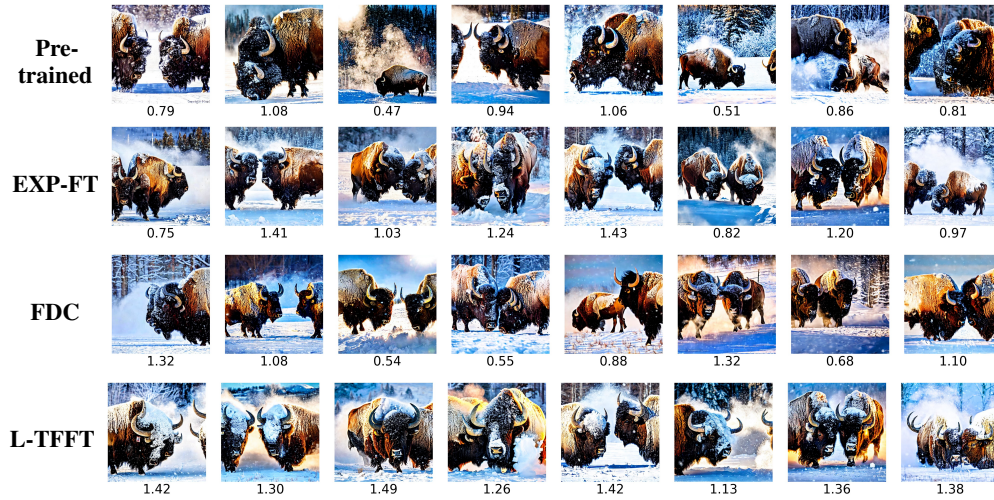 Pre-
trained
0.79 1.08 0.47 0.94 1.06 0.51 0.86 0.81
EXP-FT
0.75 1.41 1.03 1.24 1.43 0.82 1.20 0.97
FDC
1.32 1.08 0.54 0.55 0.88 1.32 0.68 1.10
L-TFFT
1.42 1.30 1.49 1.26 1.42 1.13 1.36 1.38